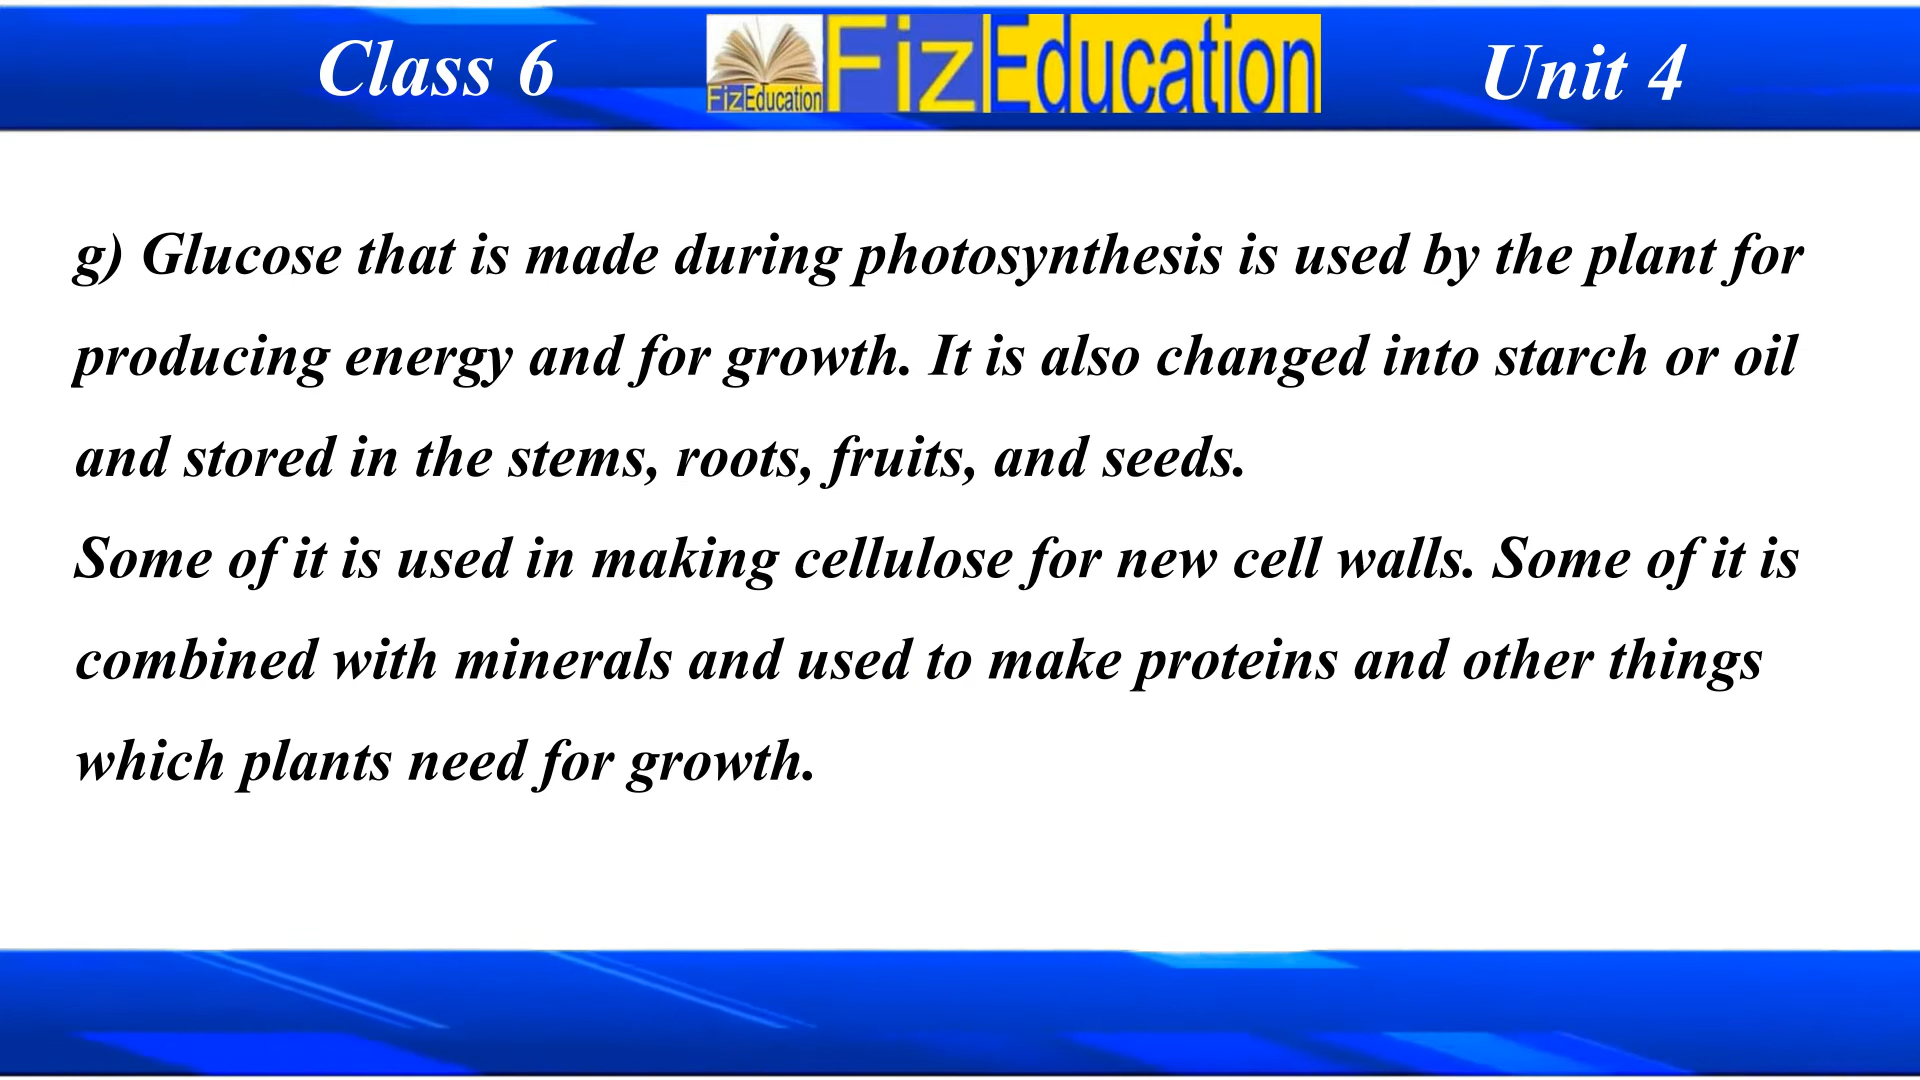 Class 6
FizEducation
FizEducation
Unit 4
g) Glucose that is made during photosynthesis is used by the plant for
producing energy and for growth. It is also changed into starch or oil
and stored in the stems, roots, fruits, and seeds.
Some of it is used in making cellulose for new cell walls. Some of it is
combined with minerals and used to make proteins and other things
which plants need for growth.